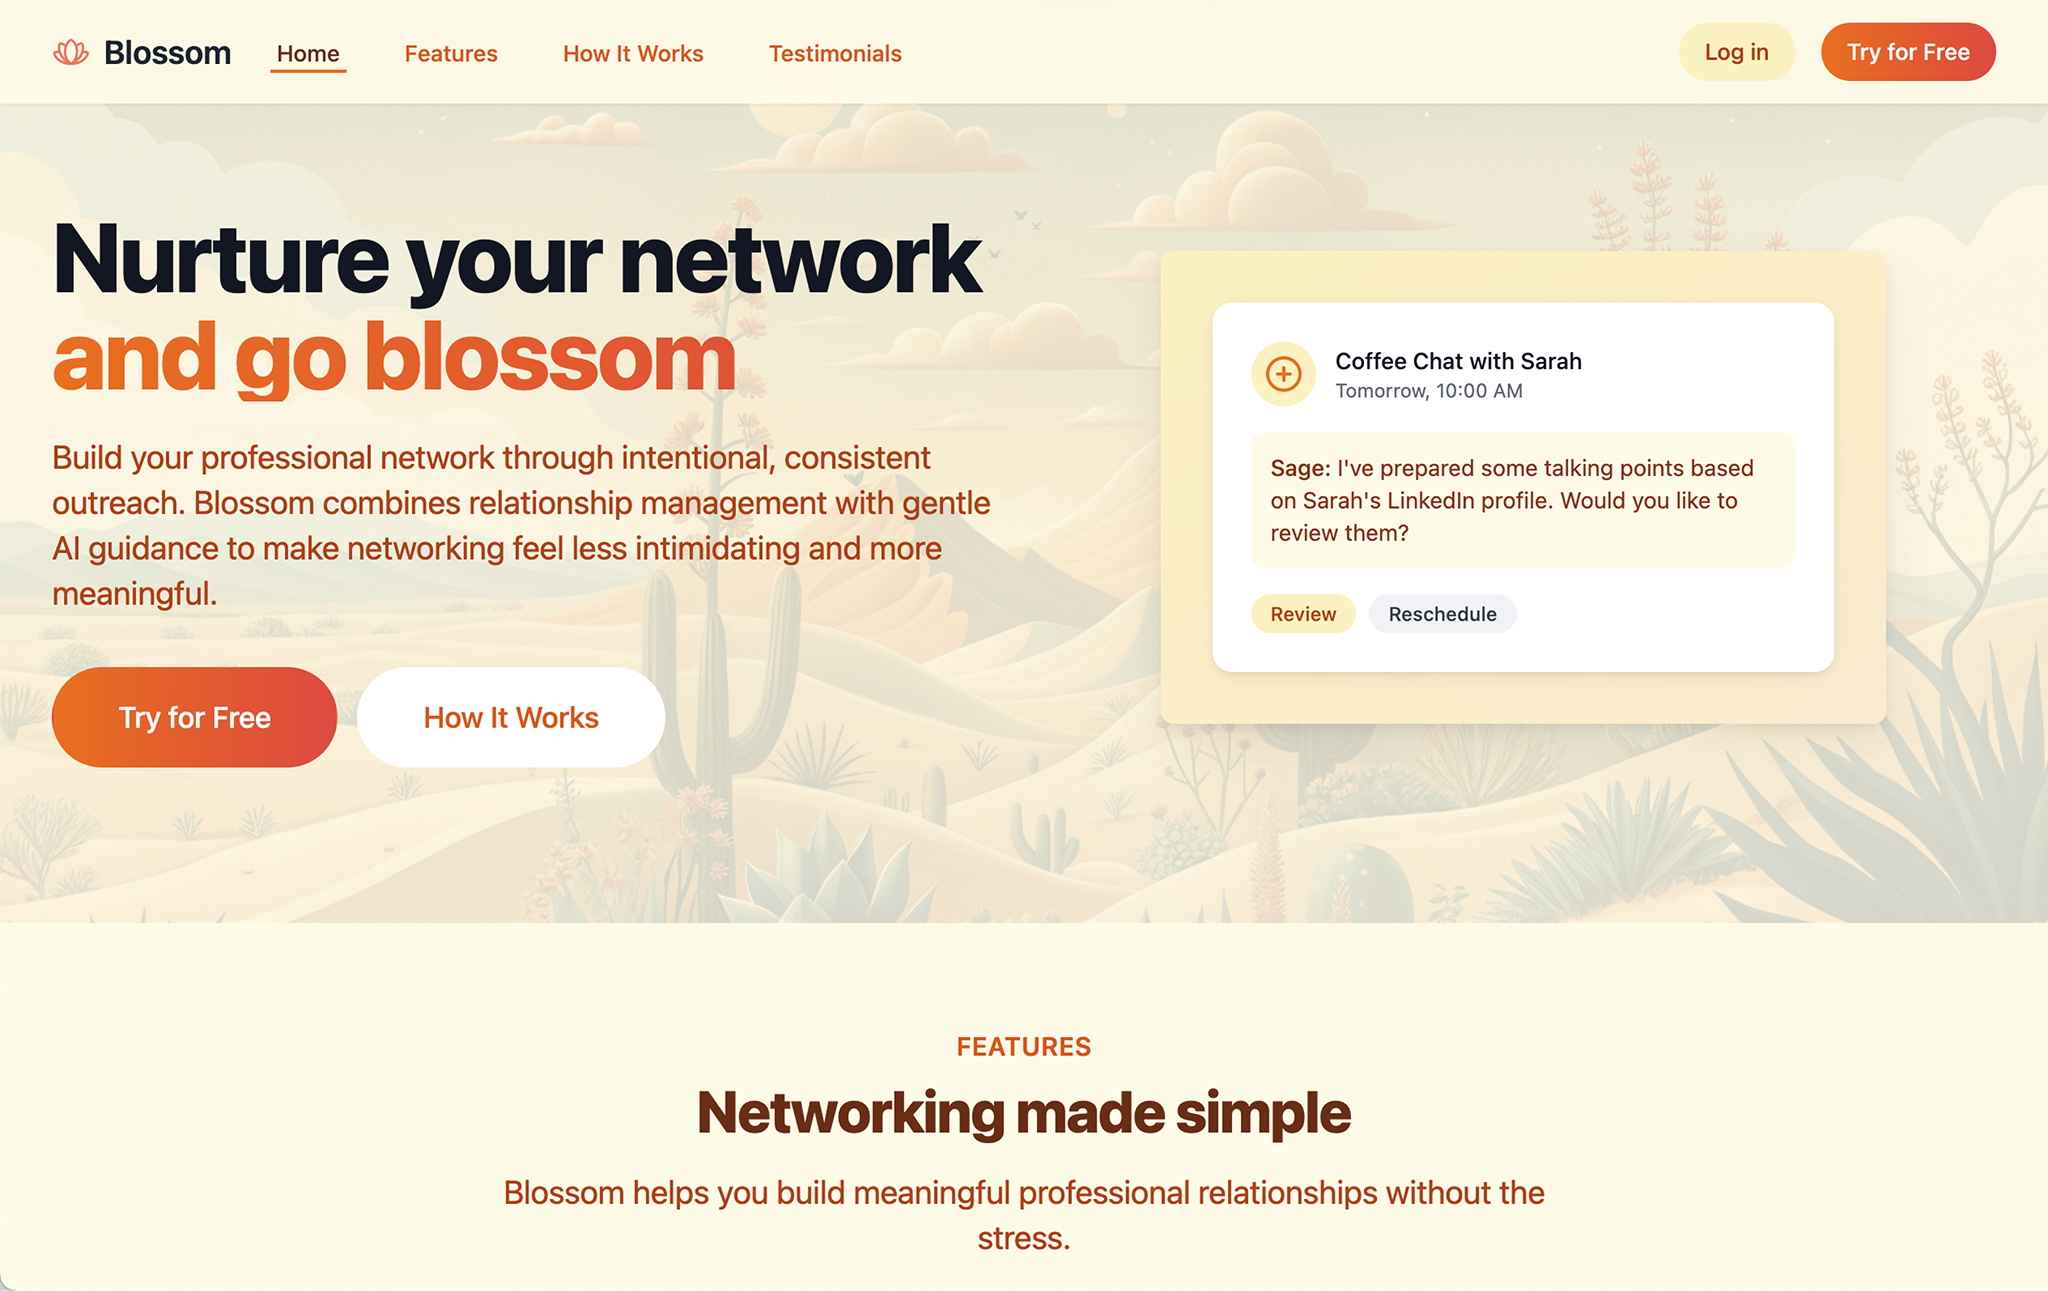 Blossom
Home
Features
How It Works
Testimonials
Log in
Try for Free
Nurture your network
and go blossom
Build your professional network through intentional, consistent
outreach. Blossom combines relationship management with gentle
AI guidance to make networking feel less intimidating and more
meaningful.
Try for Free
How It Works
Coffee Chat with Sarah
Tomorrow, 10:00 AM
Sage: I've prepared some talking points based
on Sarah's LinkedIn profile. Would you like to
review them?
Review
Reschedule
FEATURES
Networking made simple
Blossom helps you build meaningful professional relationships without the
stress.